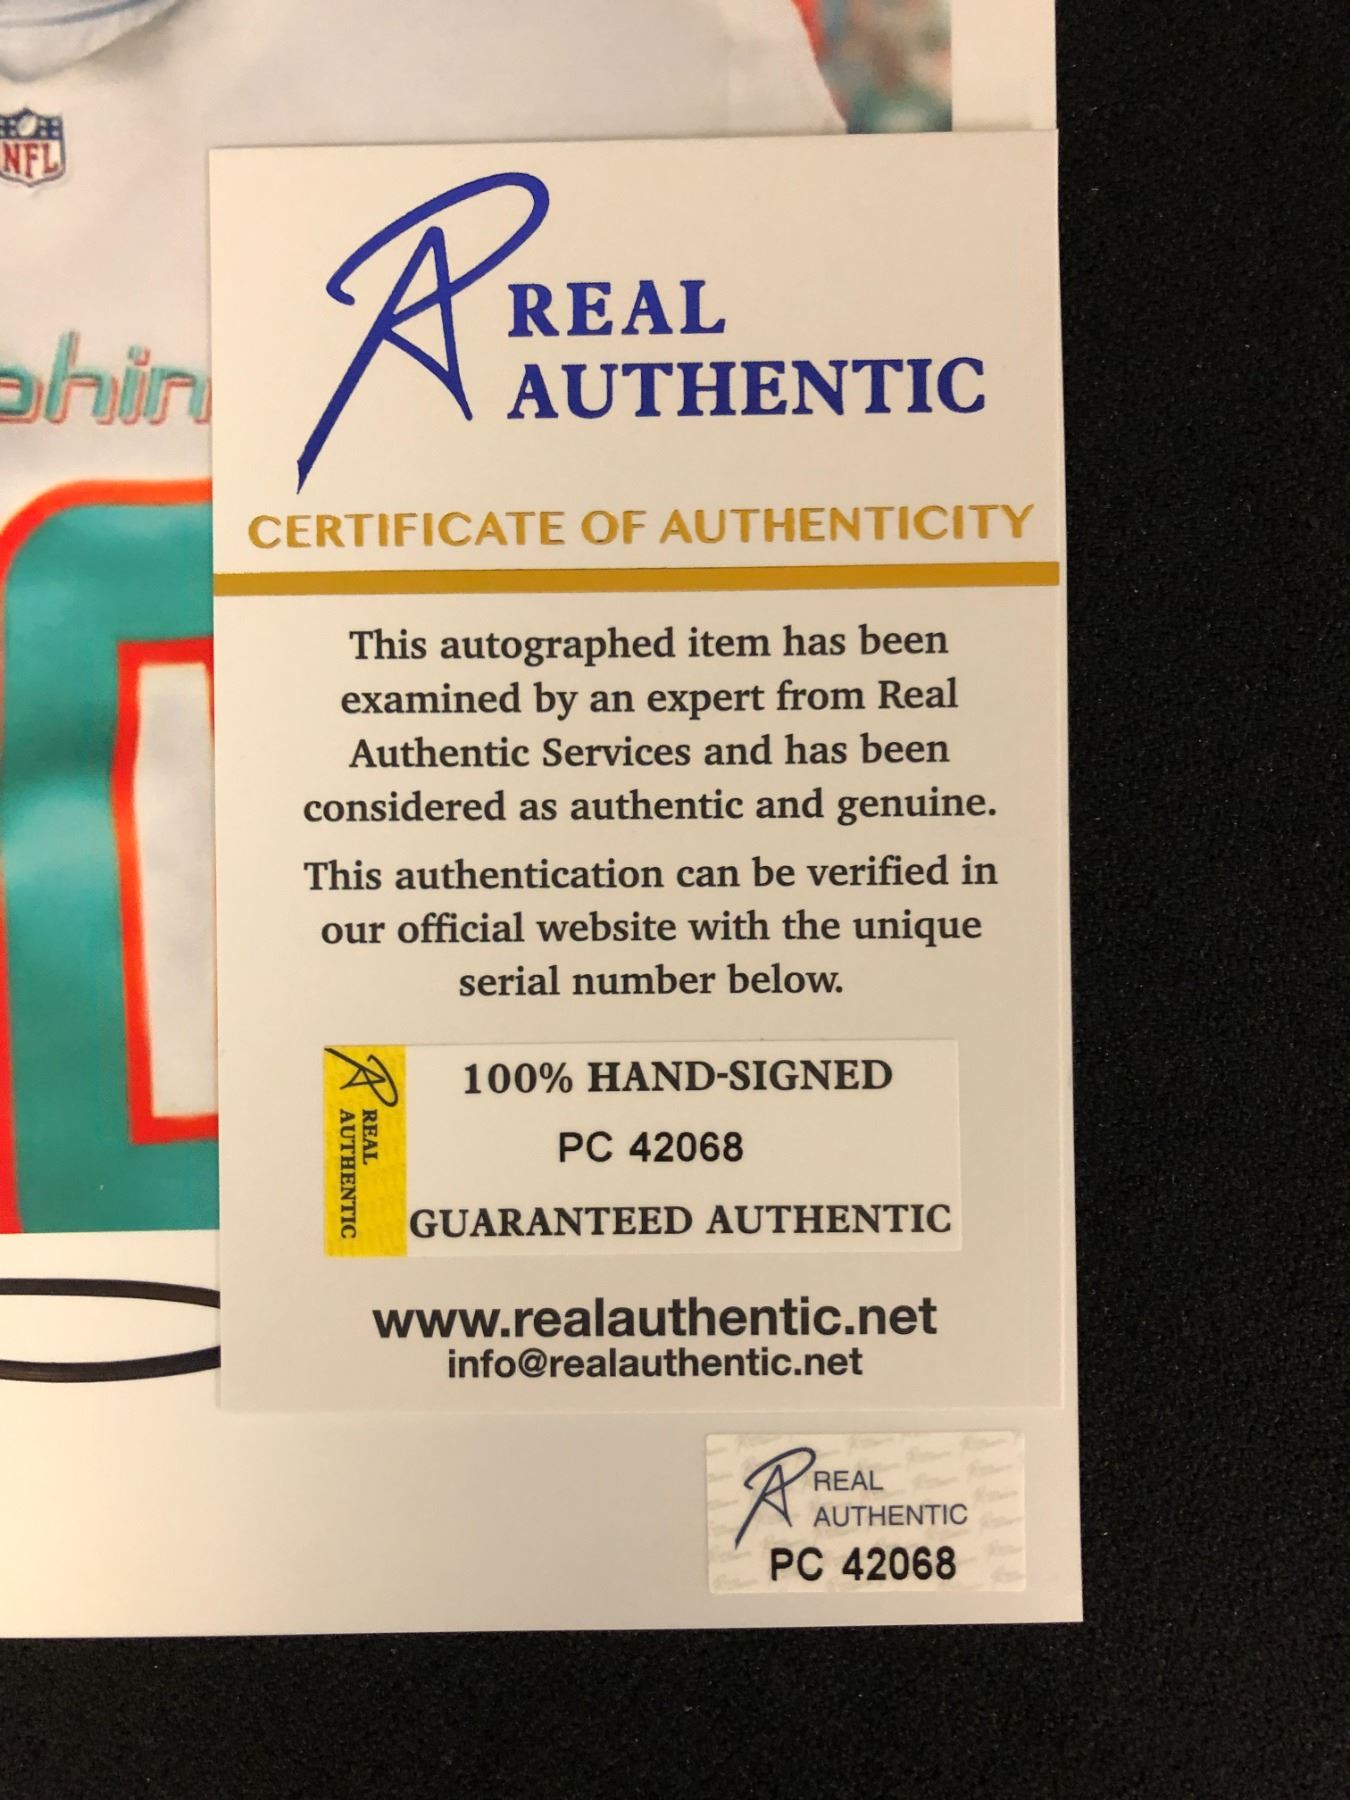 NFL
REAL
AUTHENTIC
CERTIFICATE OF AUTHENTICITY
This autographed item has been
examined by an expert from Real
Authentic Services and has been
considered as authentic and genuine.
This authentication can be verified in
our official website with the unique
serial number below.
REAL
AUTHENTIC
100% HAND-SIGNED
PC 42068
GUARANTEED AUTHENTIC
www.realauthentic.net
info@realauthentic.net
REAL
AUTHENTIC
PC 42068